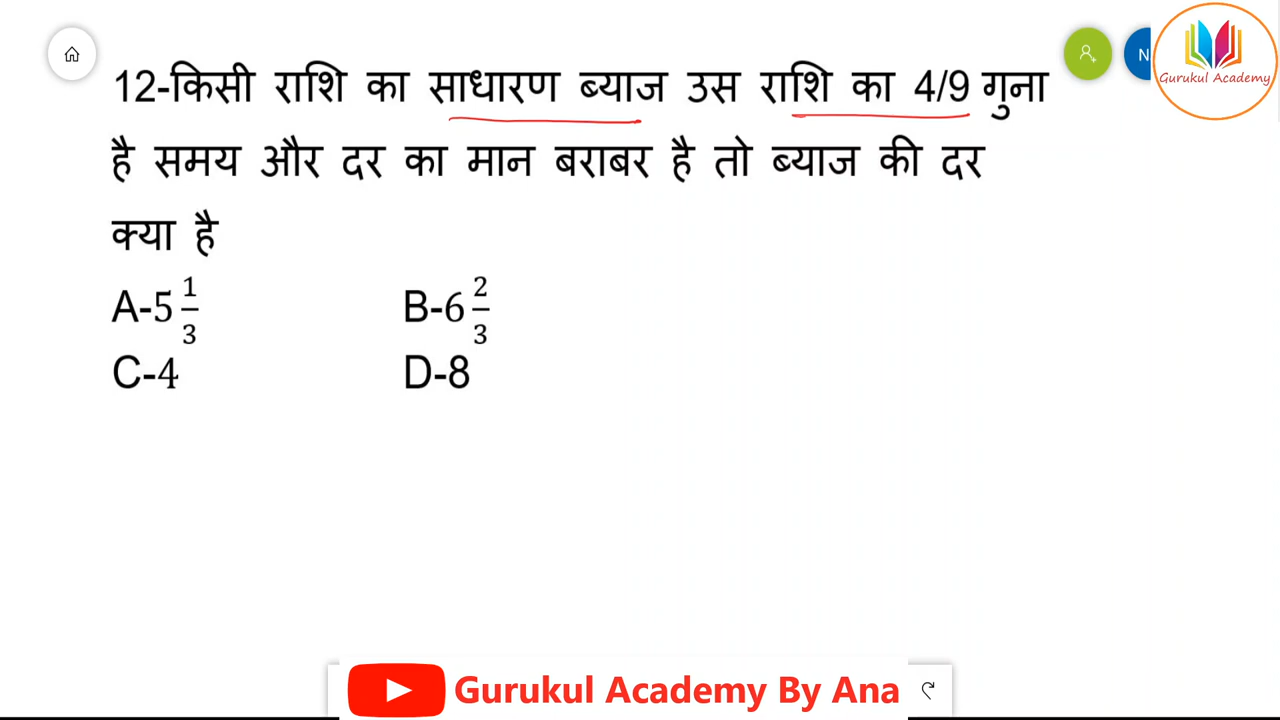 Gurukul Academy
N
12-किसी राशि का साधारण ब्याज उस राशि का 4/9 गुना
है समय और दर का मान बराबर है तो ब्याज की दर
क्या है
A-5 1/3 B-6 2/3
C-4 D-8
Gurukul Academy By Ana